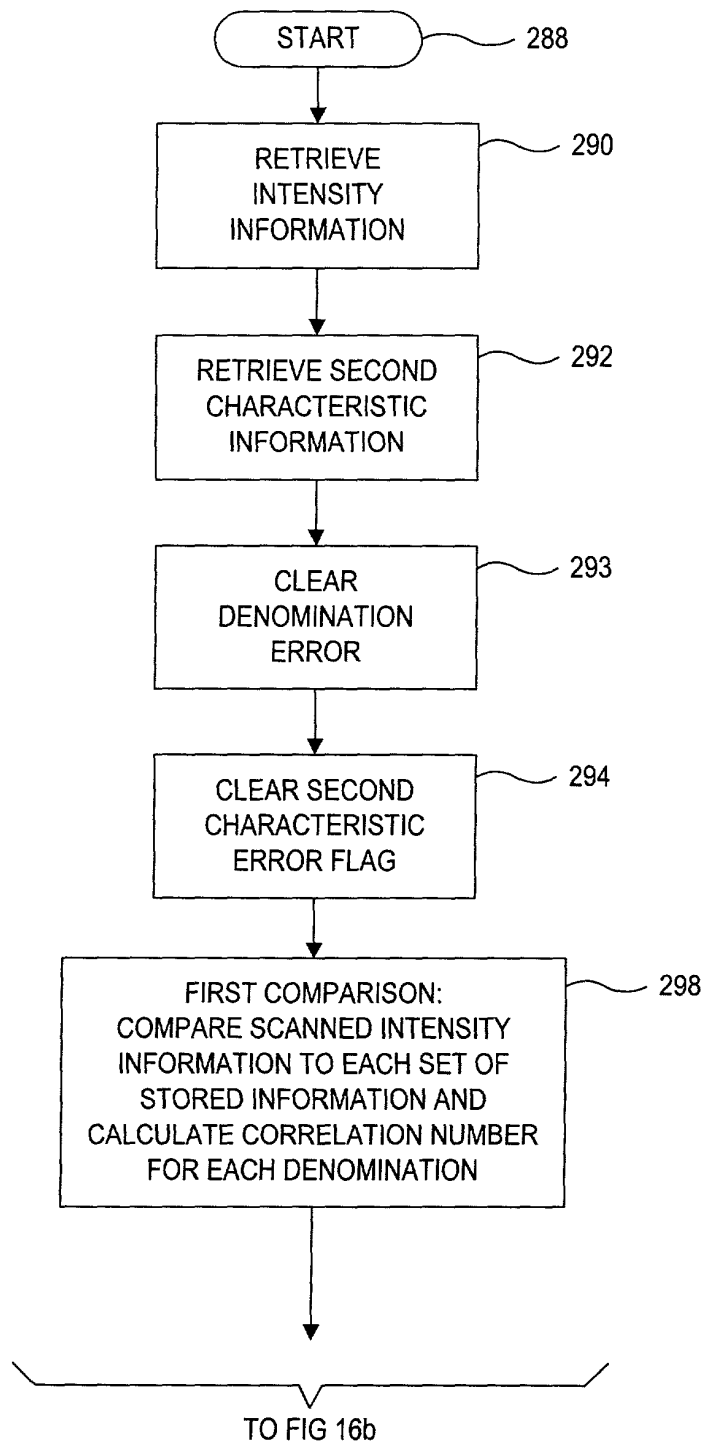 START
288
RETRIEVE
INTENSITY
INFORMATION
290
RETRIEVE SECOND
CHARACTERISTIC
INFORMATION
292
CLEAR
DENOMINATION
ERROR
293
CLEAR SECOND
CHARACTERISTIC
ERROR FLAG
294
FIRST COMPARISON:
COMPARE SCANNED INTENSITY
INFORMATION TO EACH SET OF
STORED INFORMATION AND
CALCULATE CORRELATION NUMBER
FOR EACH DENOMINATION
298
TO FIG 16b